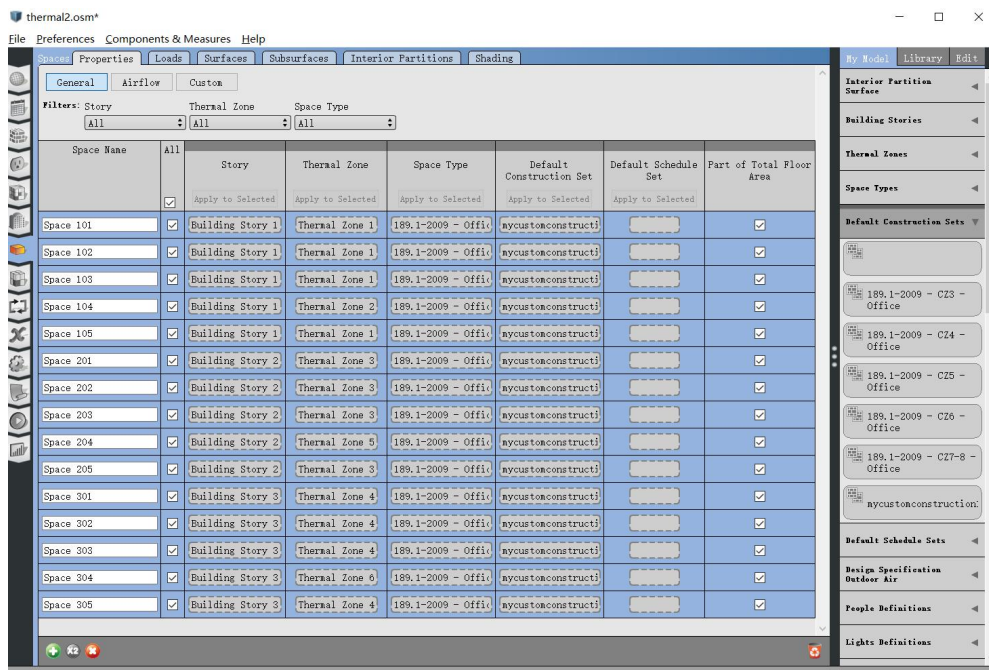 thermal2.osm*
File Preferences Components & Measures Help
Spaces Properties Loads Surfaces Subsurfaces Interior Partitions Shading
My Model Library Edit
General Airflow Custom
Filters: Story Thermal Zone Space Type
All All All
Space Name All Story Thermal Zone Space Type Default Construction Set Default Schedule Set Part of Total Floor Area
Apply to Selected Apply to Selected Apply to Selected Apply to Selected Apply to Selected
Space 101 Building Story 1 Thermal Zone 1 189.1-2009 - Offic mycustomconstructi
Space 102 Building Story 1 Thermal Zone 1 189.1-2009 - Offic mycustomconstructi
Space 103 Building Story 1 Thermal Zone 1 189.1-2009 - Offic mycustomconstructi
Space 104 Building Story 1 Thermal Zone 2 189.1-2009 - Offic mycustomconstructi
Space 105 Building Story 1 Thermal Zone 1 189.1-2009 - Offic mycustomconstructi
Space 201 Building Story 2 Thermal Zone 3 189.1-2009 - Offic mycustomconstructi
Space 202 Building Story 2 Thermal Zone 3 189.1-2009 - Offic mycustomconstructi
Space 203 Building Story 2 Thermal Zone 3 189.1-2009 - Offic mycustomconstructi
Space 204 Building Story 2 Thermal Zone 5 189.1-2009 - Offic mycustomconstructi
Space 205 Building Story 2 Thermal Zone 3 189.1-2009 - Offic mycustomconstructi
Space 301 Building Story 3 Thermal Zone 4 189.1-2009 - Offic mycustomconstructi
Space 302 Building Story 3 Thermal Zone 4 189.1-2009 - Offic mycustomconstructi
Space 303 Building Story 3 Thermal Zone 4 189.1-2009 - Offic mycustomconstructi
Space 304 Building Story 3 Thermal Zone 6 189.1-2009 - Offic mycustomconstructi
Space 305 Building Story 3 Thermal Zone 4 189.1-2009 - Offic mycustomconstructi
x2
Interior Partition
Surface
Building Stories
Thermal Zones
Space Types
Default Construction Sets
189.1-2009 - CZ3 -
Office
189.1-2009 - CZ4 -
Office
189.1-2009 - CZ5 -
Office
189.1-2009 - CZ6 -
Office
189.1-2009 - CZ7-8 -
Office
mycustomconstruction
Default Schedule Sets
Design Specification
Outdoor Air
People Definitions
Lights Definitions